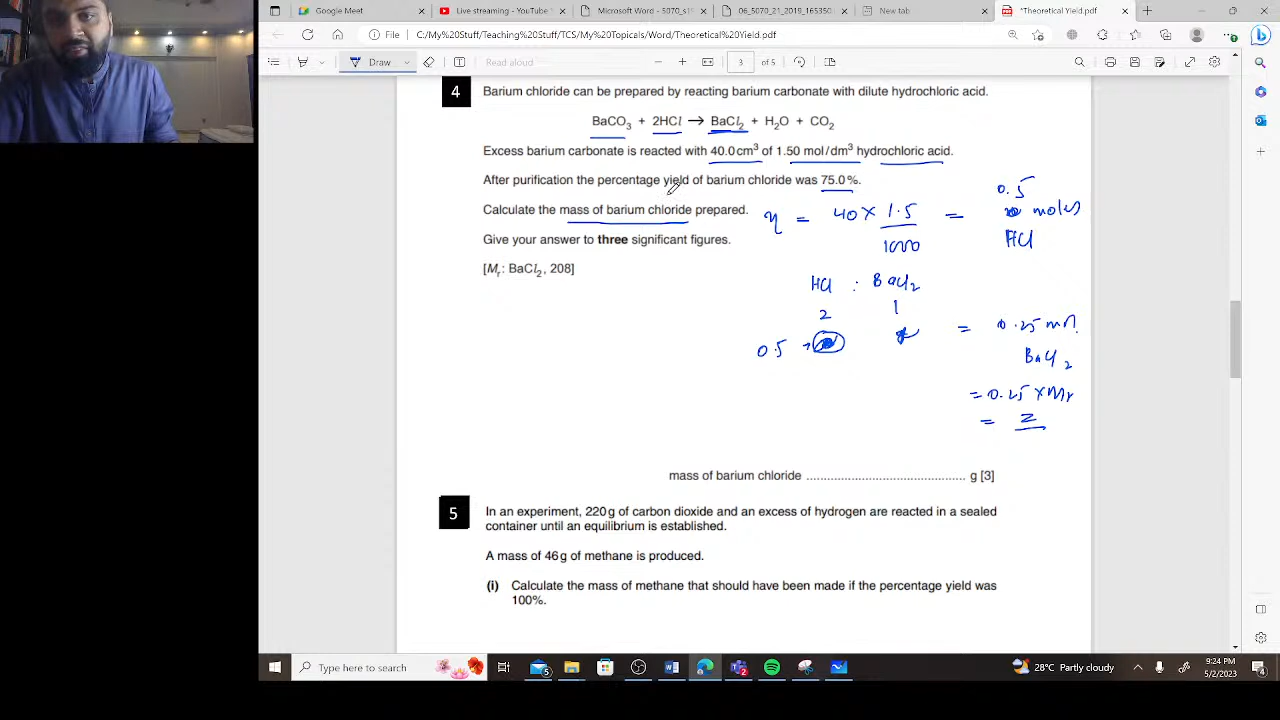 Google Meet
Live streaming - YouTube
Microsoft Word - 5070_s1
06_5070_21_2019_165350
New tab
*Theoretical Yield.pdf
File
C:/My Stuff/Teaching Stuff/TCS/My Topicals/Word/Theoretical Yield.pdf
Draw
Read aloud
3
of 5
4
Barium chloride can be prepared by reacting barium carbonate with dilute hydrochloric acid.
BaCO₃ + 2HCl → BaCl₂ + H₂O + CO₂
Excess barium carbonate is reacted with 40.0 cm³ of 1.50 mol/dm³ hydrochloric acid.
After purification the percentage yield of barium chloride was 75.0 %.
Calculate the mass of barium chloride prepared.
Give your answer to three significant figures.
[Mr: BaCl₂, 208]
η = 40 × 1.5 / 1000 = 0.5
moles
HCl
HCl : BaCl₂
2 1
0.5
= 0.25 mol
BaCl₂
= 0.25 × Mr
= Z
mass of barium chloride .............................................. g [3]
5
In an experiment, 220 g of carbon dioxide and an excess of hydrogen are reacted in a sealed
container until an equilibrium is established.
A mass of 46 g of methane is produced.
(i) Calculate the mass of methane that should have been made if the percentage yield was
100%.
Type here to search
28°C Partly cloudy
3:24 PM
5/2/2023